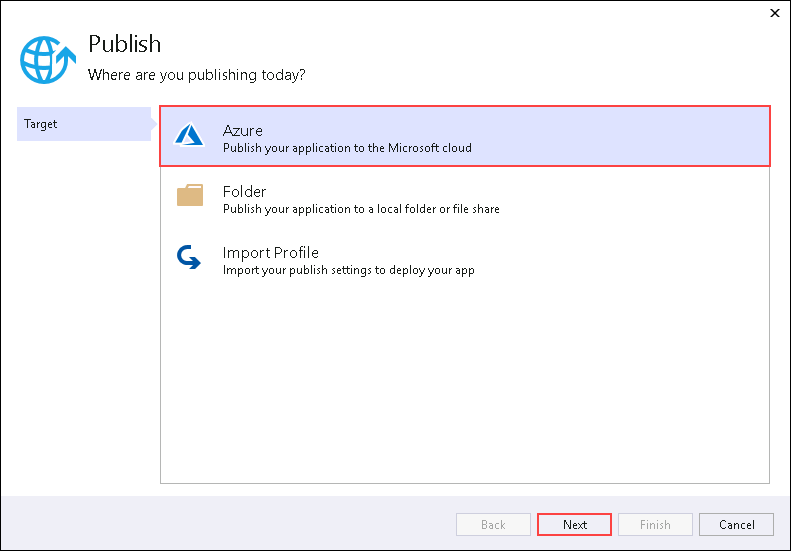 Publish
Where are you publishing today?
Target
Azure
Publish your application to the Microsoft cloud
Folder
Publish your application to a local folder or file share
Import Profile
Import your publish settings to deploy your app
Back
Next
Finish
Cancel